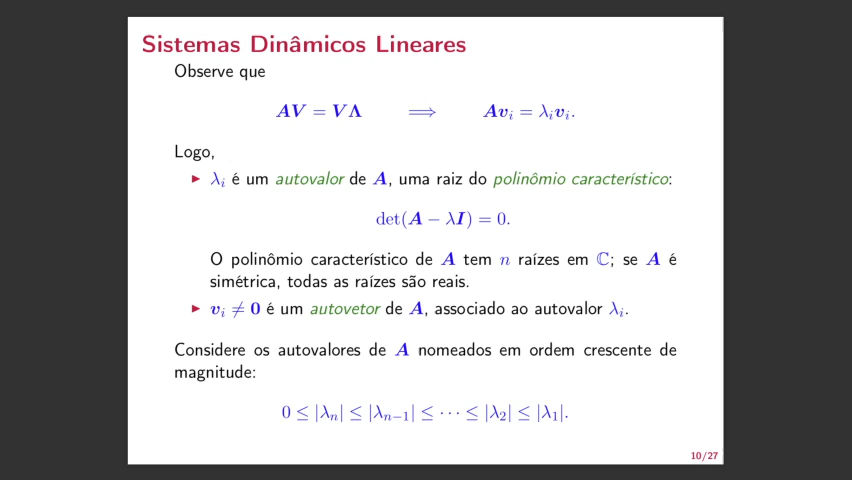 Sistemas Dinâmicos Lineares
Observe que
AV = VΛ ⟹ Av_i = λ_i v_i.
Logo,
▶ λ_i é um autovalor de A, uma raiz do polinômio característico:
det(A − λI) = 0.
O polinômio característico de A tem n raízes em ℂ; se A é
simétrica, todas as raízes são reais.
▶ v_i ≠ 0 é um autovetor de A, associado ao autovalor λ_i.
Considere os autovalores de A nomeados em ordem crescente de
magnitude:
0 ≤ |λ_n| ≤ |λ_{n−1}| ≤ ⋯ ≤ |λ_2| ≤ |λ_1|.
10/27